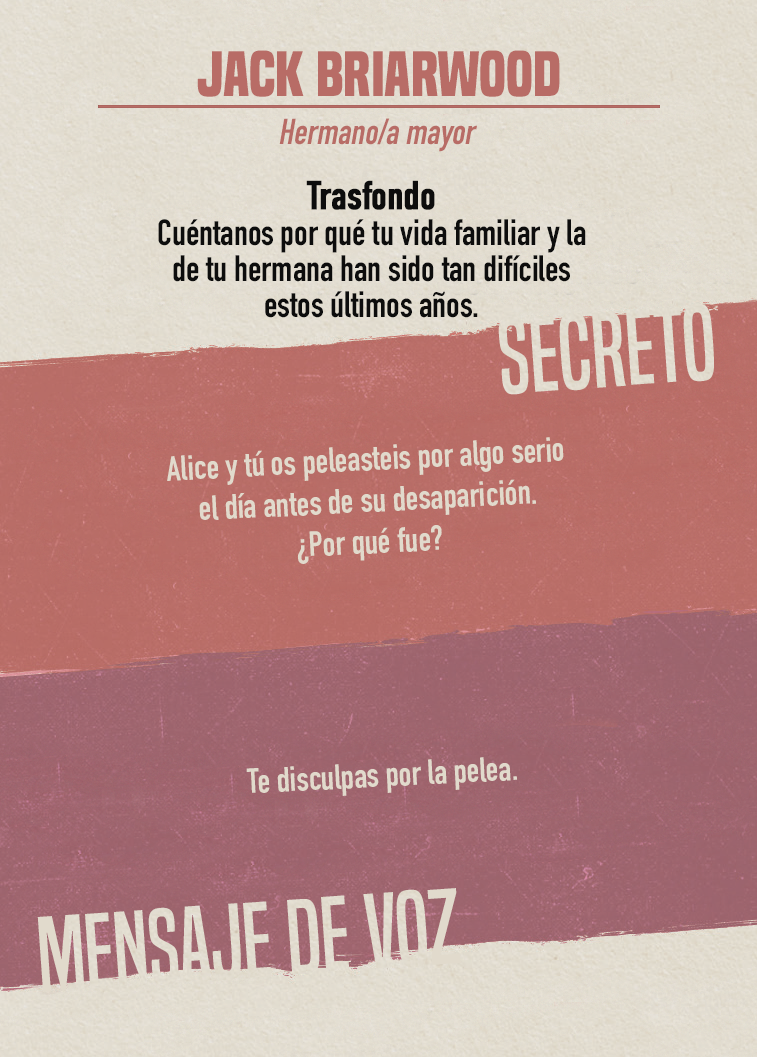 JACK BRIARWOOD
Hermano/a mayor
Trasfondo
Cuéntanos por qué tu vida familiar y la
de tu hermana han sido tan difíciles
estos últimos años.
SECRETO
Alice y tú os peleasteis por algo serio
el día antes de su desaparición.
¿Por qué fue?
Te disculpas por la pelea.
MENSAJE DE VOZ